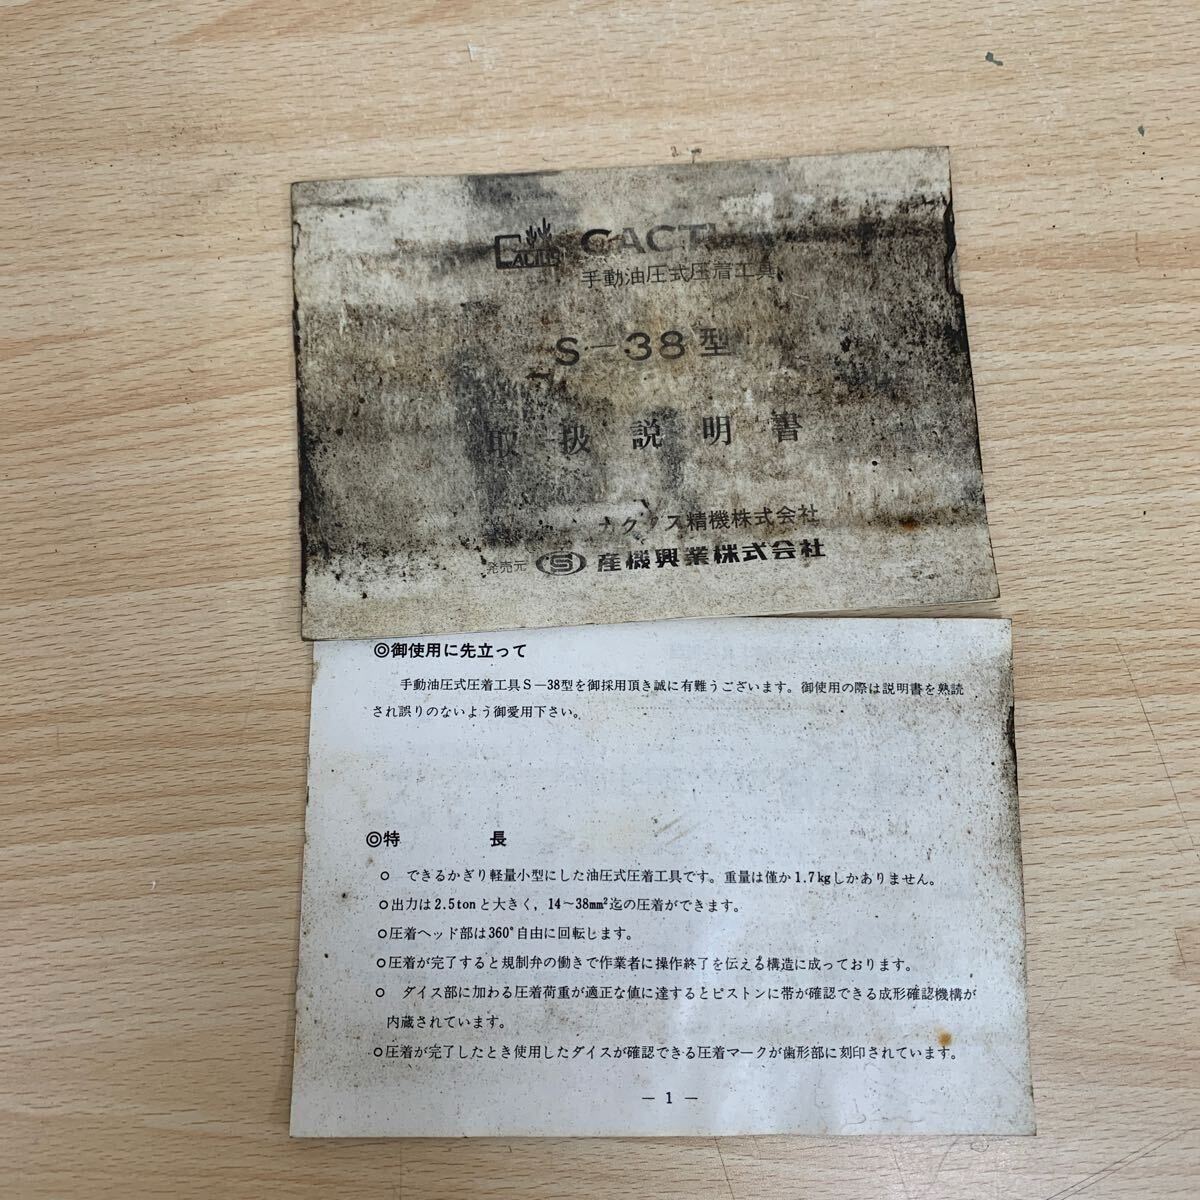 CACT
手動油圧式圧着工具
S－38型
取扱説明書
カクタス精機株式会社
発売元 S 産機興業株式会社
◎御使用に先立って
手動油圧式圧着工具S－38型を御採用頂き誠に有難うございます。御使用の際は説明書を熟読
され誤りのないよう御愛用下さい。
◎特　　長
○ できるかぎり軽量小型にした油圧式圧着工具です。重量は僅か1.7kgしかありません。
○出力は2.5tonと大きく，14～38mm²迄の圧着ができます。
○圧着ヘッド部は360°自由に回転します。
○圧着が完了すると規制弁の働きで作業者に操作終了を伝える構造に成っております。
○ ダイス部に加わる圧着荷重が適正な値に達するとピストンに帯が確認できる成形確認機構が
内蔵されています。
○圧着が完了したとき使用したダイスが確認できる圧着マークが歯形部に刻印されています。
－ 1 －